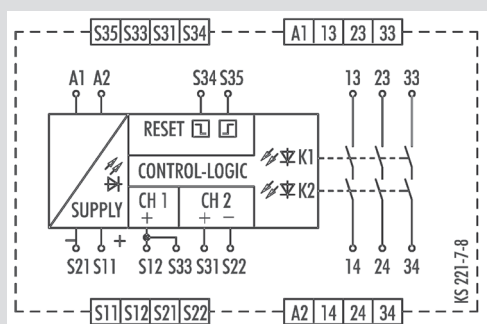 S35 S33 S31 S34 A1 13 23 33
A1 A2 S34 S35 13 23 33
RESET
CONTROL-LOGIC
K1
CH 1 CH 2
K2
+ + −
SUPPLY
− +
S21 S11 S12 S33 S31 S22 14 24 34
KS 221-7-8
S11 S12 S21 S22 A2 14 24 34